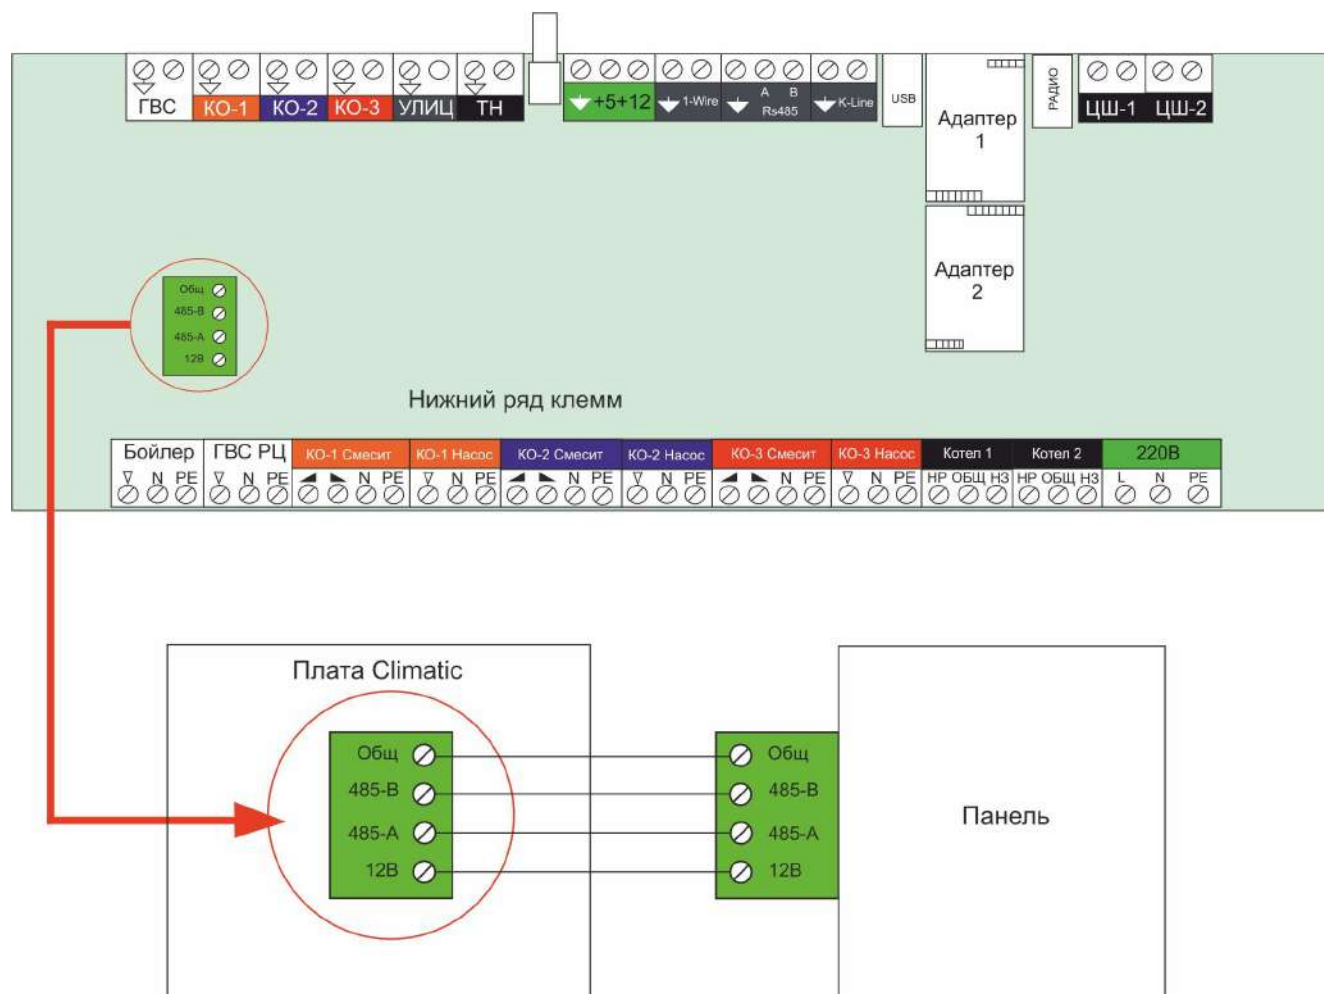 ГВС КО-1 КО-2 КО-3 УЛИЦ ТН
+5+12 1-Wire A B Rs485 K-Line
USB
Адаптер
1
РАДИО
ЦШ-1 ЦШ-2
Адаптер
2
Общ
485-B
485-A
12В
Нижний ряд клемм
Бойлер ГВС РЦ КО-1 Смесит КО-1 Насос КО-2 Смесит КО-2 Насос КО-3 Смесит КО-3 Насос Котел 1 Котел 2 220В
N PE N PE N PE N PE N PE N PE N PE N PE НР ОБЩ НЗ НР ОБЩ НЗ L N PE
Плата Climatic
Общ
485-B
485-A
12В
Общ
485-B
485-A
12В
Панель